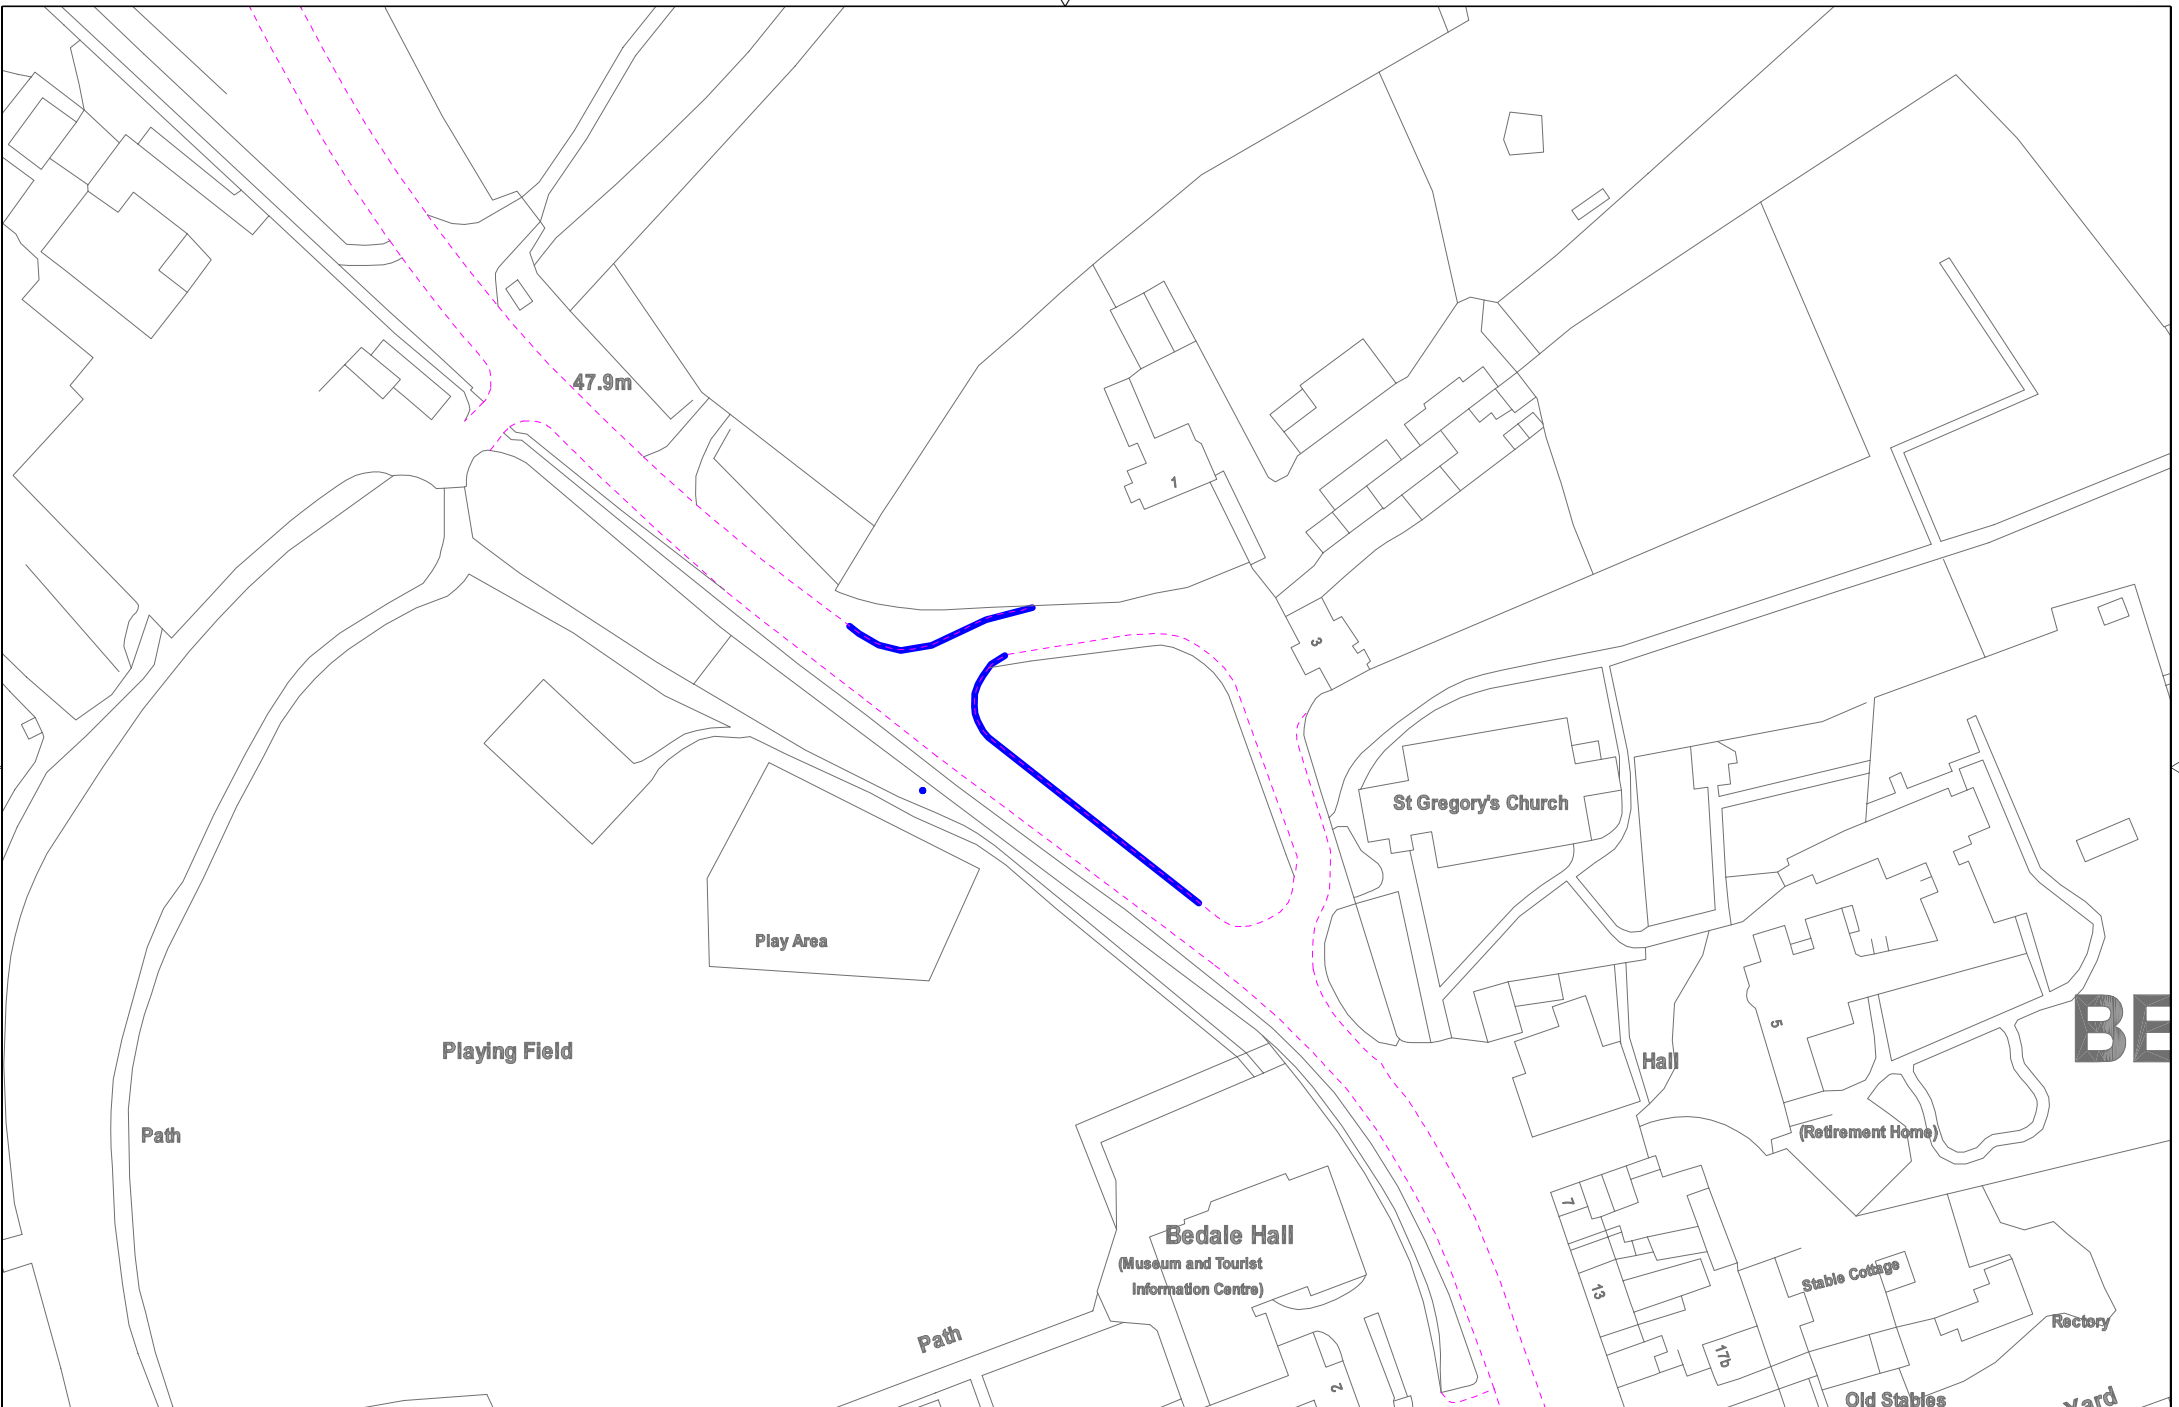 47.9m
1
3
St Gregory's Church
Play Area
Playing Field
5
BE
Hall
Path
(Retirement Home)
7
Bedale Hall
(Museum and Tourist
Information Centre)
Stable Cottage
13
Rectory
Path
17b
2
Old Stables
Yard